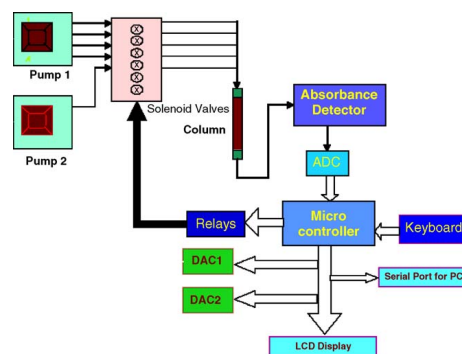 Pump 1
Pump 2
Solenoid Valves
Column
Absorbance
Detector
ADC
Relays
Micro
controller
Keyboard
DAC1
DAC2
Serial Port for PC
LCD Display